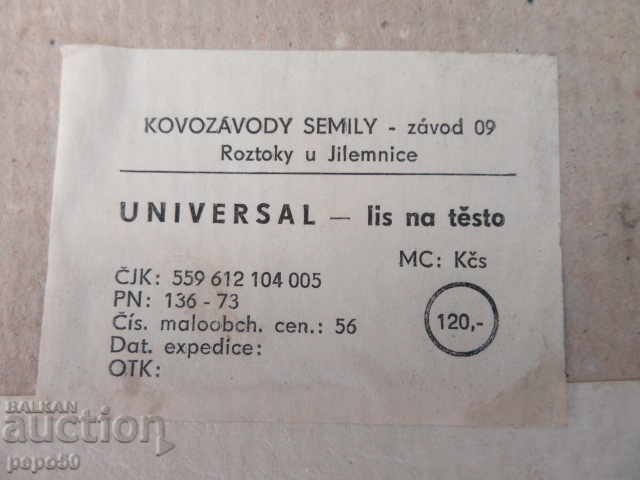 KOVOZÁVODY SEMILY - závod 09
Roztoky u Jilemnice
UNIVERSAL — lis na těsto
MC: Kčs
120,-
ČJK: 559 612 104 005
PN: 136 - 73
Čís. maloobch. cen.: 56
Dat. expedice:
OTK:
BALKAN
auction
papo50